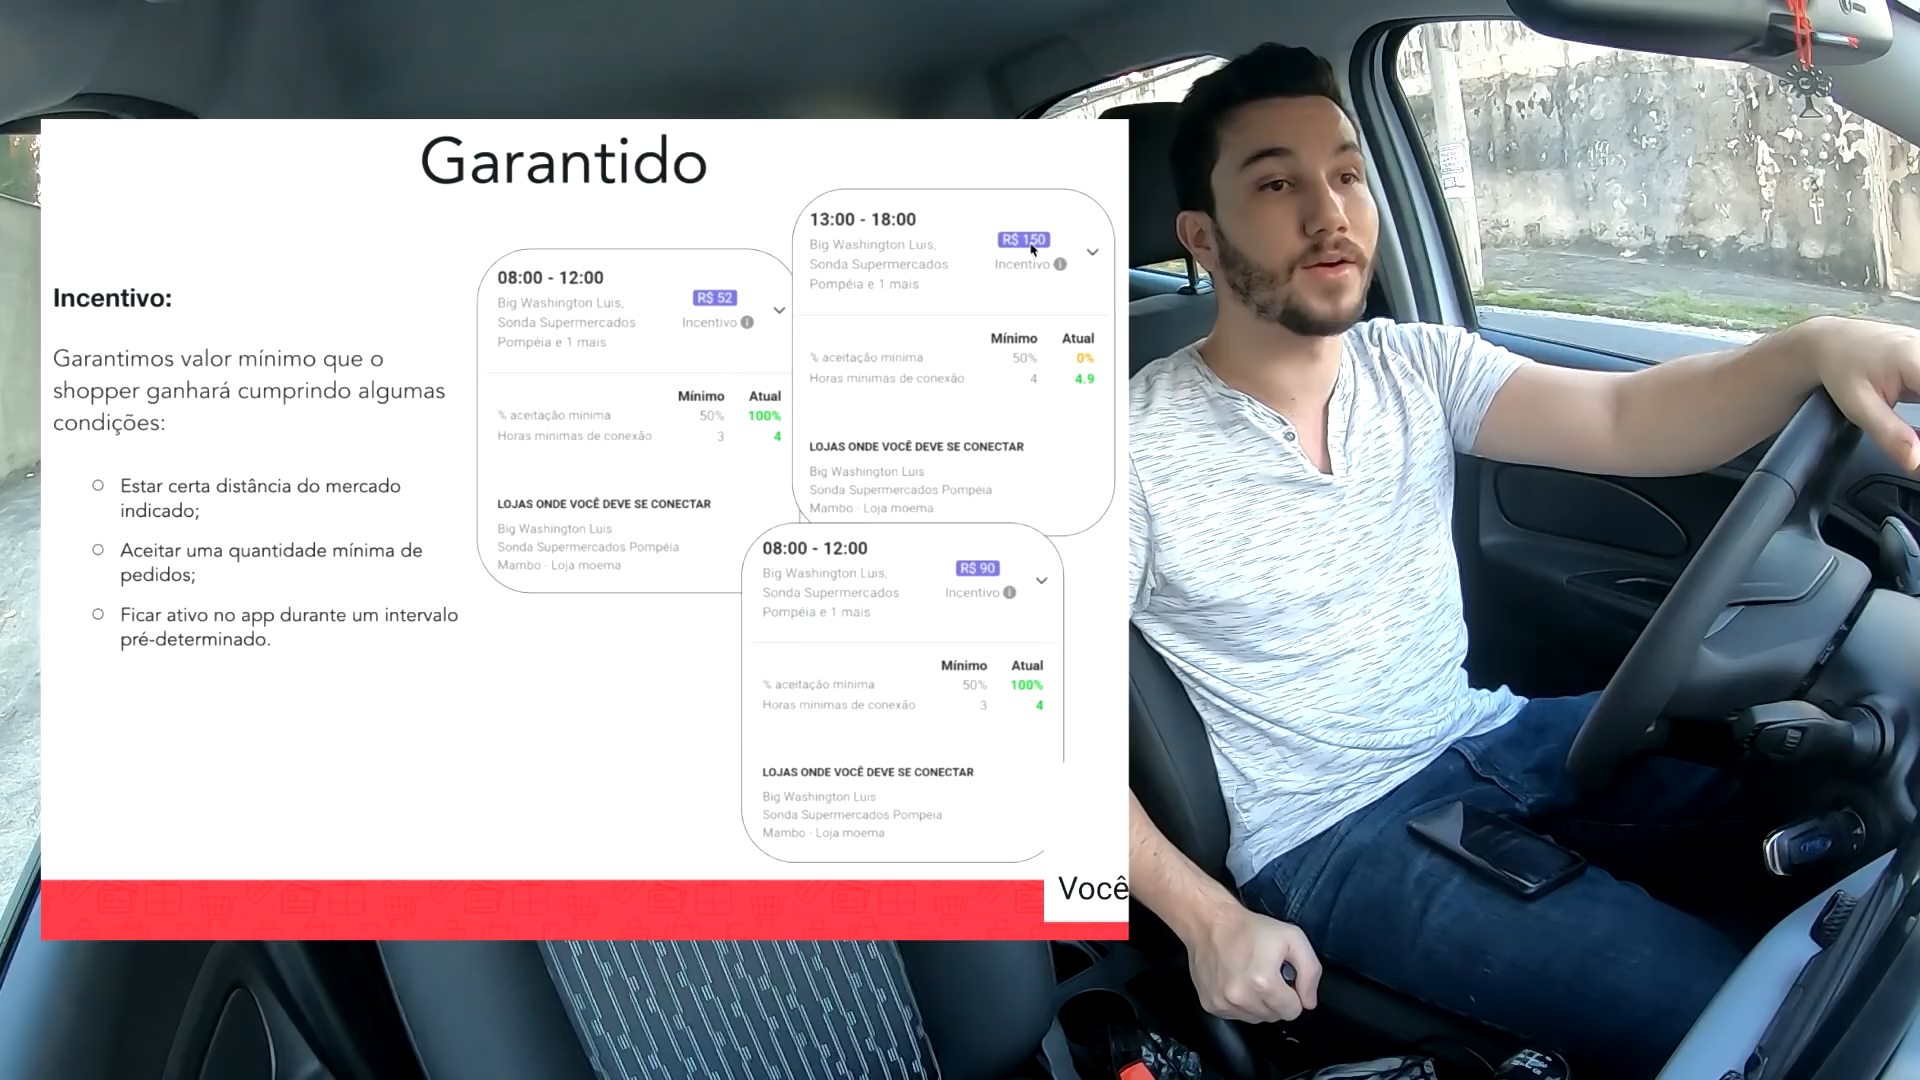 Garantido
Incentivo:
Garantimos valor mínimo que o
shopper ganhará cumprindo algumas
condições:
Estar certa distância do mercado
indicado;
Aceitar uma quantidade mínima de
pedidos;
Ficar ativo no app durante um intervalo
pré-determinado.
08:00 - 12:00
Big Washington Luis,
Sonda Supermercados
Pompéia e 1 mais
R$ 52
Incentivo
Mínimo Atual
% aceitação mínima 50% 100%
Horas mínimas de conexão 3 4
LOJAS ONDE VOCÊ DEVE SE CONECTAR
Big Washington Luis
Sonda Supermercados Pompéia
Mambo - Loja moema
13:00 - 18:00
Big Washington Luis,
Sonda Supermercados
Pompéia e 1 mais
R$ 150
Incentivo
Mínimo Atual
% aceitação mínima 50% 0%
Horas mínimas de conexão 4 4.9
LOJAS ONDE VOCÊ DEVE SE CONECTAR
Big Washington Luis
Sonda Supermercados Pompéia
Mambo - Loja moema
08:00 - 12:00
Big Washington Luis,
Sonda Supermercados
Pompéia e 1 mais
R$ 90
Incentivo
Mínimo Atual
% aceitação mínima 50% 100%
Horas mínimas de conexão 3 4
LOJAS ONDE VOCÊ DEVE SE CONECTAR
Big Washington Luis
Sonda Supermercados Pompéia
Mambo - Loja moema
Você